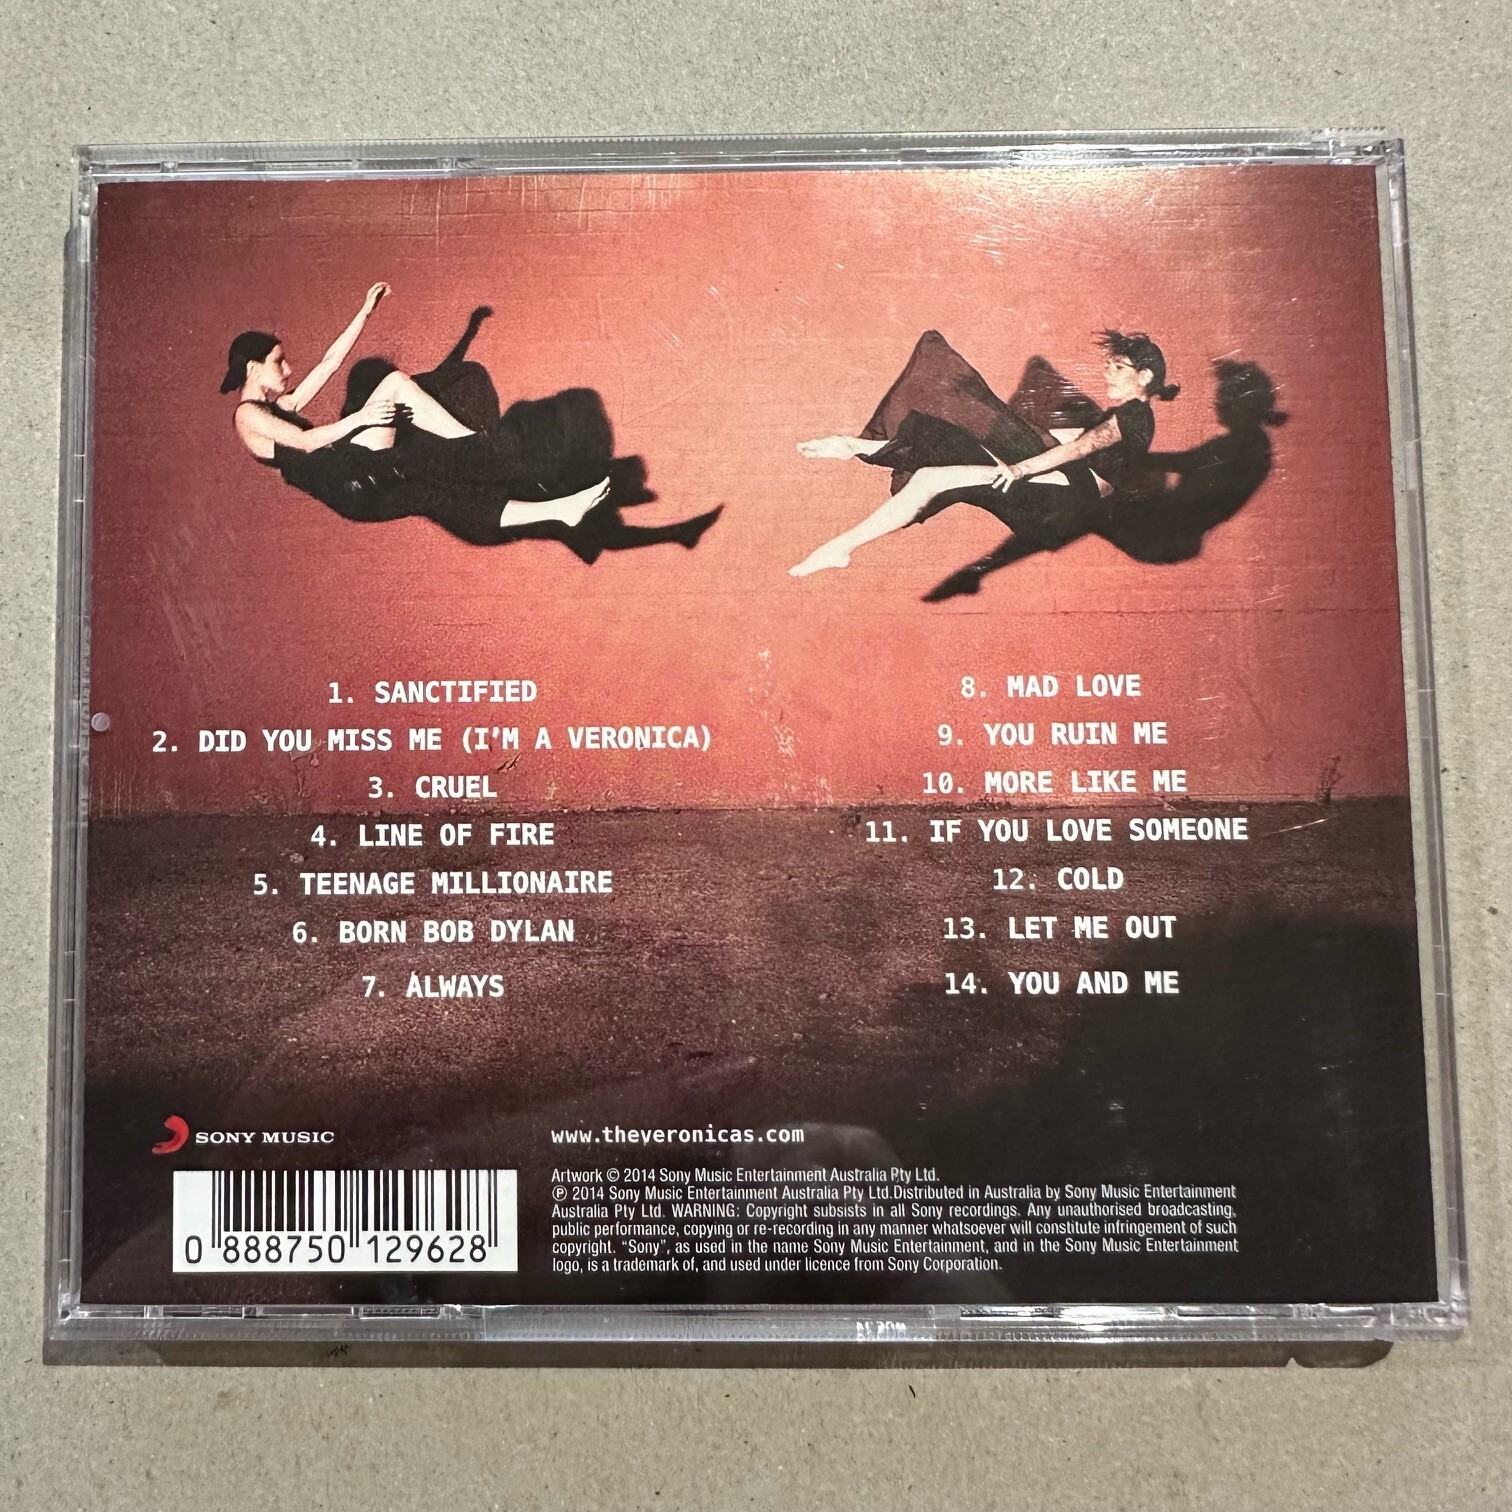 1. SANCTIFIED
2. DID YOU MISS ME (I'M A VERONICA)
3. CRUEL
4. LINE OF FIRE
5. TEENAGE MILLIONAIRE
6. BORN BOB DYLAN
7. ALWAYS
8. MAD LOVE
9. YOU RUIN ME
10. MORE LIKE ME
11. IF YOU LOVE SOMEONE
12. COLD
13. LET ME OUT
14. YOU AND ME
SONY MUSIC
0 888750 129628
www.theveronicas.com
Artwork © 2014 Sony Music Entertainment Australia Pty Ltd.
℗ 2014 Sony Music Entertainment Australia Pty Ltd.Distributed in Australia by Sony Music Entertainment
Australia Pty Ltd. WARNING: Copyright subsists in all Sony recordings. Any unauthorised broadcasting,
public performance, copying or re-recording in any manner whatsoever will constitute infringement of such
copyright. "Sony", as used in the name Sony Music Entertainment, and in the Sony Music Entertainment
logo, is a trademark of, and used under licence from Sony Corporation.